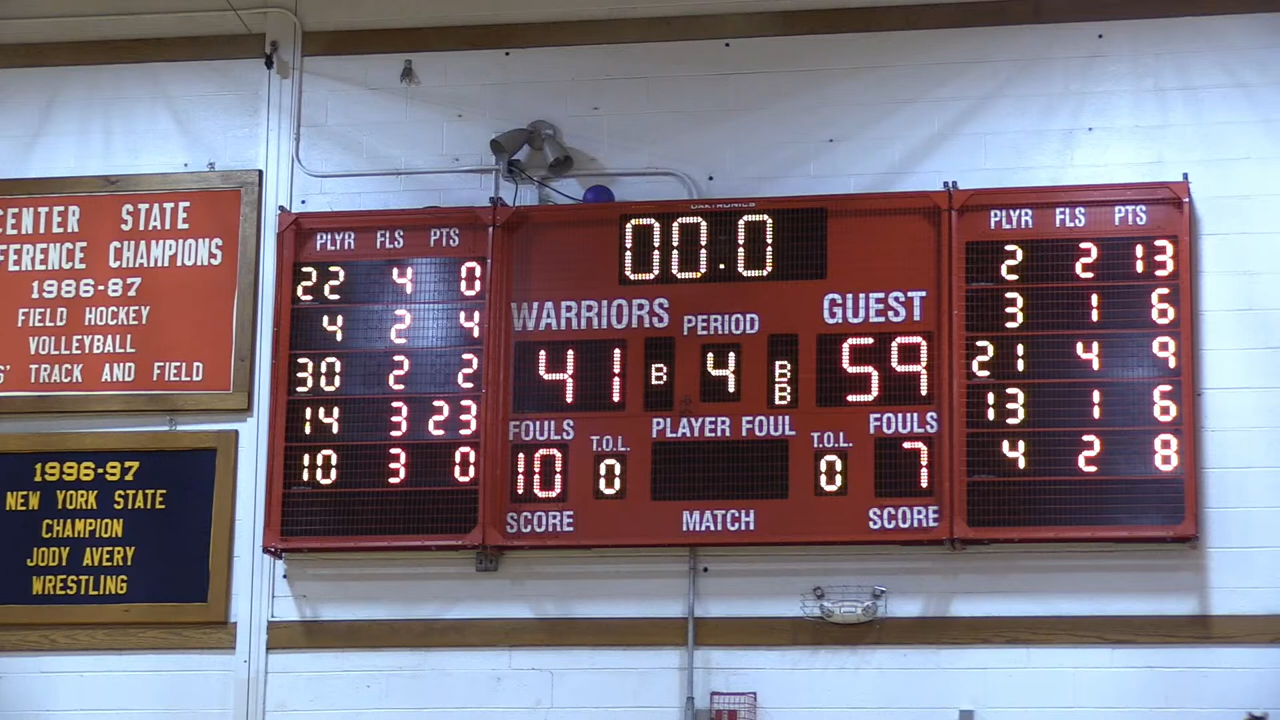 CENTER STATE
FERENCE CHAMPIONS
1986-87
FIELD HOCKEY
VOLLEYBALL
S' TRACK AND FIELD
1996-97
NEW YORK STATE
CHAMPION
JODY AVERY
WRESTLING
PLYR FLS PTS
22 4 0
4 2 4
30 2 2
14 3 23
10 3 0
DAKTRONICS
00.0
WARRIORS PERIOD GUEST
41 B 4 B B 59
FOULS T.O.L. PLAYER FOUL T.O.L. FOULS
10 0 0 7
SCORE MATCH SCORE
PLYR FLS PTS
2 2 13
3 1 6
21 4 9
13 1 6
4 2 8